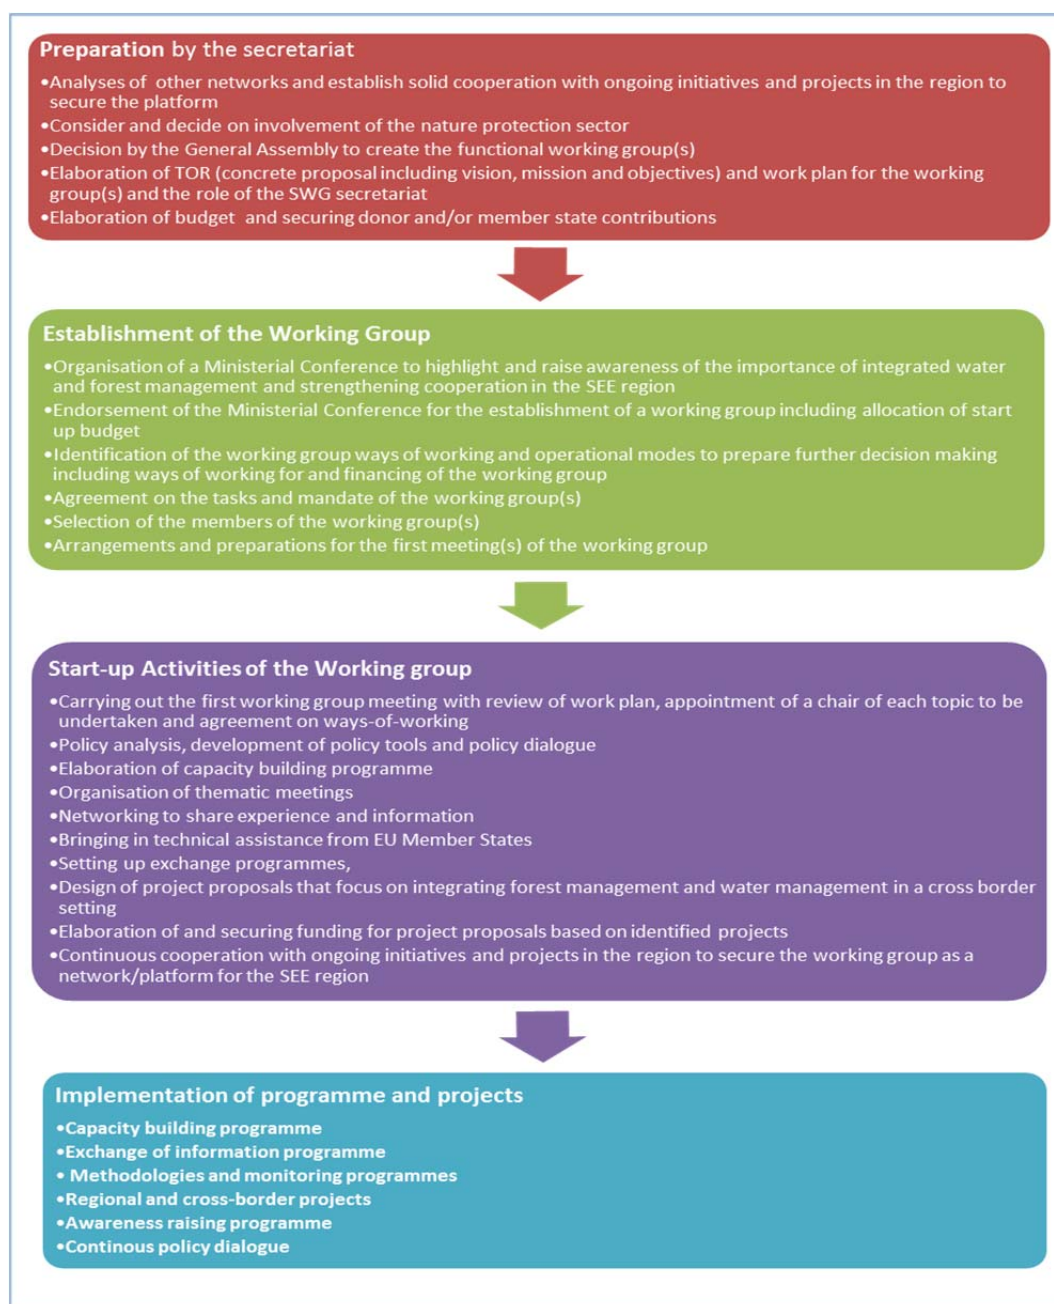 Preparation by the secretariat
•Analyses of other networks and establish solid cooperation with ongoing initiatives and projects in the region to
secure the platform
•Consider and decide on involvement of the nature protection sector
•Decision by the General Assembly to create the functional working group(s)
•Elaboration of TOR (concrete proposal including vision, mission and objectives) and work plan for the working
group(s) and the role of the SWG secretariat
•Elaboration of budget and securing donor and/or member state contributions
Establishment of the Working Group
•Organisation of a Ministerial Conference to highlight and raise awareness of the importance of integrated water
and forest management and strengthening cooperation in the SEE region
•Endorsement of the Ministerial Conference for the establishment of a working group including allocation of start
up budget
•Identification of the working group ways of working and operational modes to prepare further decision making
including ways of working for and financing of the working group
•Agreement on the tasks and mandate of the working group(s)
•Selection of the members of the working group(s)
•Arrangements and preparations for the first meeting(s) of the working group
Start-up Activities of the Working group
•Carrying out the first working group meeting with review of work plan, appointment of a chair of each topic to be
undertaken and agreement on ways-of-working
•Policy analysis, development of policy tools and policy dialogue
•Elaboration of capacity building programme
•Organisation of thematic meetings
•Networking to share experience and information
•Bringing in technical assistance from EU Member States
•Setting up exchange programmes,
•Design of project proposals that focus on integrating forest management and water management in a cross border
setting
•Elaboration of and securing funding for project proposals based on identified projects
•Continuous cooperation with ongoing initiatives and projects in the region to secure the working group as a
network/platform for the SEE region
Implementation of programme and projects
•Capacity building programme
•Exchange of information programme
• Methodologies and monitoring programmes
•Regional and cross-border projects
•Awareness raising programme
•Continous policy dialogue